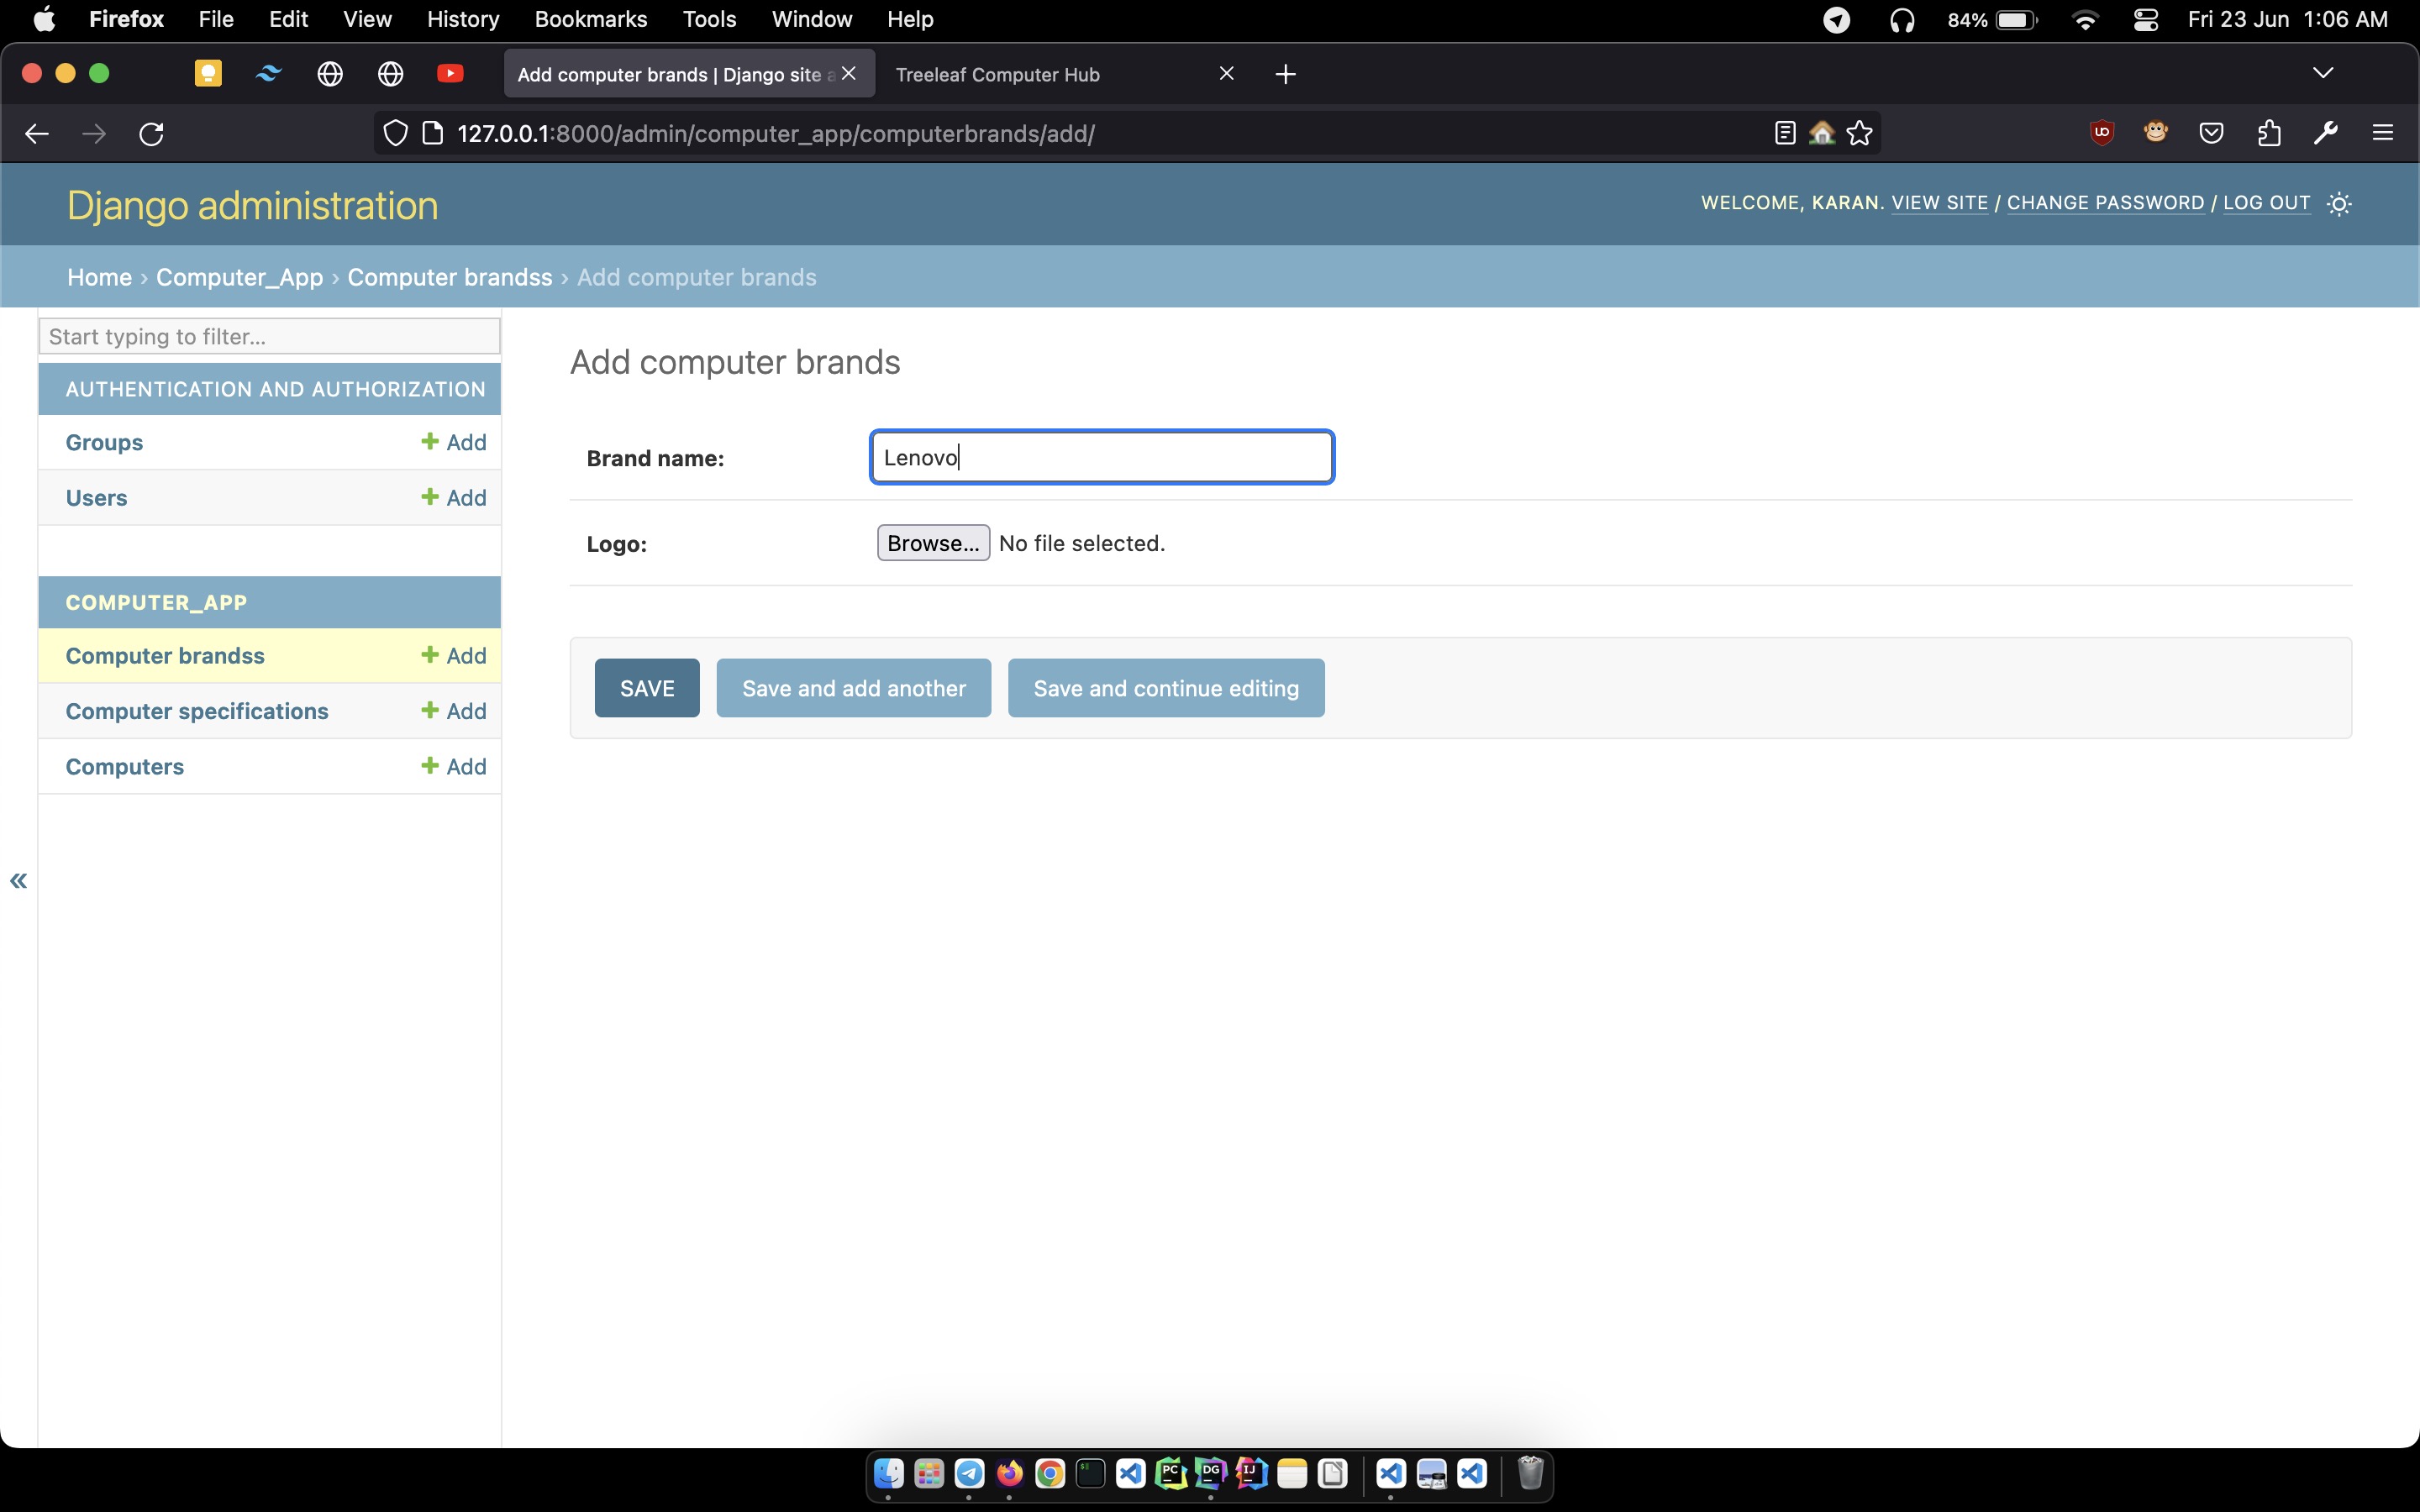 Firefox File Edit View History Bookmarks Tools Window Help 84% Fri 23 Jun 1:06 AM
Add computer brands | Django site a Treeleaf Computer Hub
127.0.0.1:8000/admin/computer_app/computerbrands/add/
Django administration
WELCOME, KARAN. VIEW SITE / CHANGE PASSWORD / LOG OUT
Home › Computer_App › Computer brandss › Add computer brands
Start typing to filter...
AUTHENTICATION AND AUTHORIZATION
Groups + Add
Users + Add
COMPUTER_APP
Computer brandss + Add
Computer specifications + Add
Computers + Add
«
Add computer brands
Brand name: Lenovo
Logo: Browse... No file selected.
SAVE Save and add another Save and continue editing
PC DG IJ